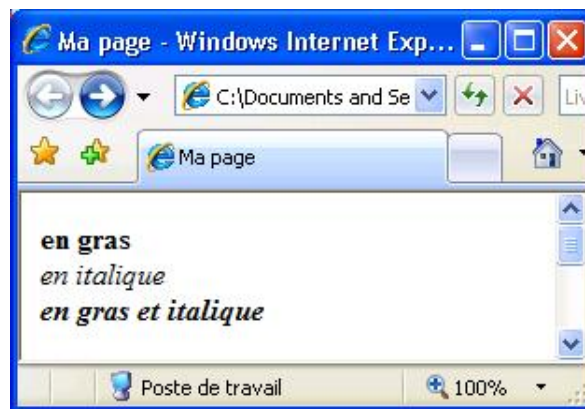 Ma page - Windows Internet Exp...
C:\Documents and Se
Liv
Ma page
en gras
en italique
en gras et italique
Poste de travail
100%